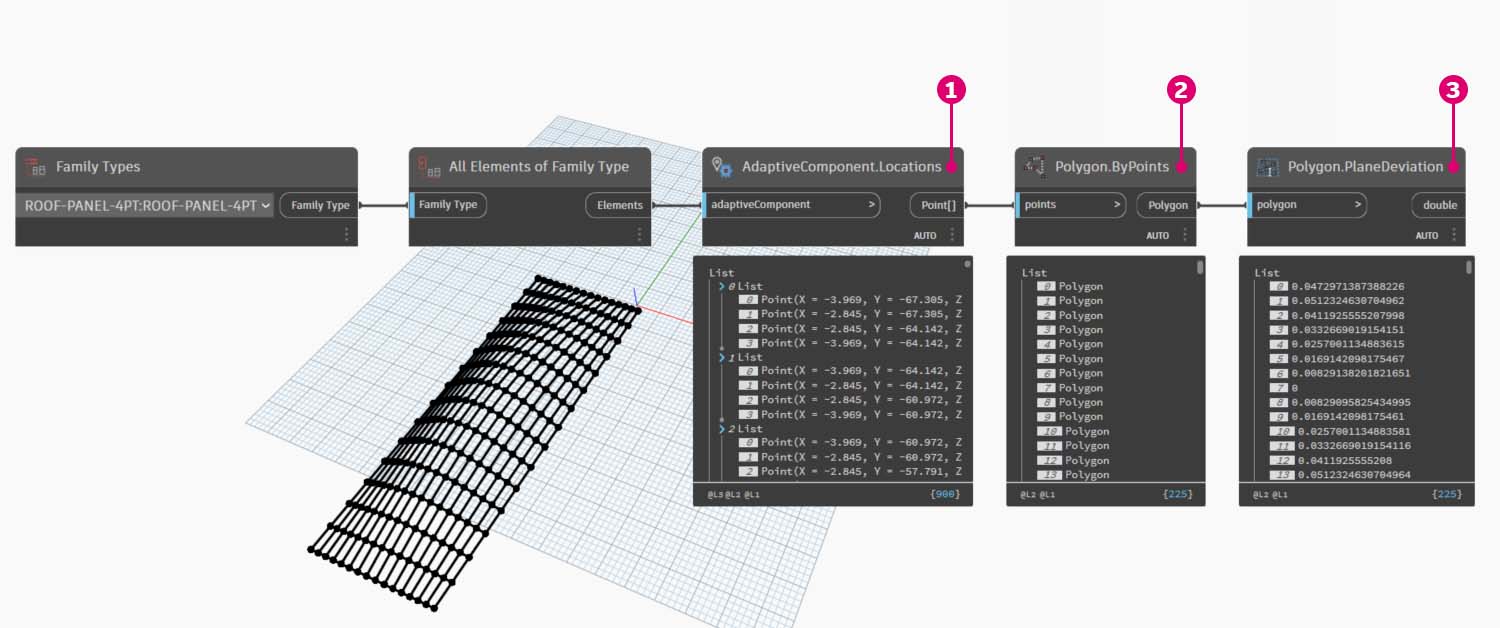 1
2
3
Family Types
ROOF-PANEL-4PT:ROOF-PANEL-4PT
Family Type
All Elements of Family Type
Family Type
Elements
AdaptiveComponent.Locations
adaptiveComponent >
Point[]
AUTO
Polygon.ByPoints
points >
Polygon
AUTO
Polygon.PlaneDeviation
polygon >
double
AUTO
List
0 List
0 Point(X = -3.969, Y = -67.305, Z
1 Point(X = -2.845, Y = -67.305, Z
2 Point(X = -2.845, Y = -64.142, Z
3 Point(X = -3.969, Y = -64.142, Z
1 List
0 Point(X = -3.969, Y = -64.142, Z
1 Point(X = -2.845, Y = -64.142, Z
2 Point(X = -2.845, Y = -60.972, Z
3 Point(X = -3.969, Y = -60.972, Z
2 List
0 Point(X = -3.969, Y = -60.972, Z
1 Point(X = -2.845, Y = -60.972, Z
2 Point(X = -2.845, Y = -57.791, Z
@L3 @L2 @L1
{900}
List
0 Polygon
1 Polygon
2 Polygon
3 Polygon
4 Polygon
5 Polygon
6 Polygon
7 Polygon
8 Polygon
9 Polygon
10 Polygon
11 Polygon
12 Polygon
13 Polygon
@L2 @L1
{225}
List
0 0.0472971387388226
1 0.0512324630704962
2 0.0411925555207998
3 0.0332669019154151
4 0.0257001134883615
5 0.0169142098175467
6 0.00829138201821651
7 0
8 0.00829095825434995
9 0.0169142098175461
10 0.0257001134883581
11 0.0332669019154116
12 0.0411925555208
13 0.0512324630704964
@L2 @L1
{225}